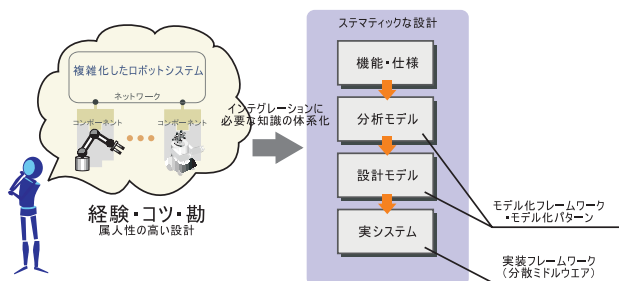 複雑化したロボットシステム
ネットワーク
コンポーネント
コンポーネント
経験・コツ・勘
属人性の高い設計
インテグレーションに
必要な知識の体系化
ステマティックな設計
機能・仕様
分析モデル
設計モデル
実システム
モデル化フレームワーク
・モデル化パターン
実装フレームワーク
（分散ミドルウエア）